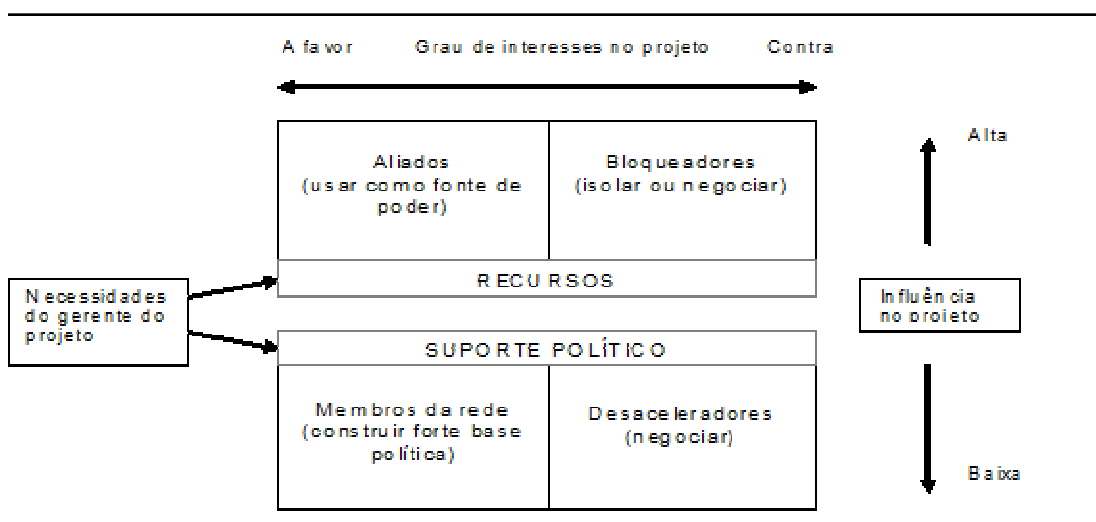 A favor Grau de interesses no projeto Contra
Alta
Aliados
(usar como fonte de
poder)
Bloqueadores
(isolar ou negociar)
RECURSOS
Necessidades
do gerente do
projeto
Influência
no projeto
SUPORTE POLÍTICO
Membros da rede
(construir forte base
política)
Desaceleradores
(negociar)
Baixa